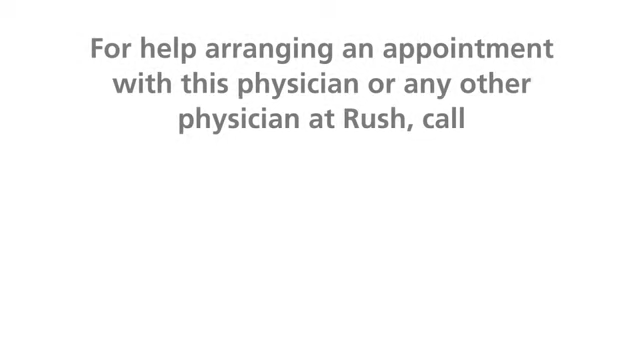 For help arranging an appointment
with this physician or any other
physician at Rush, call